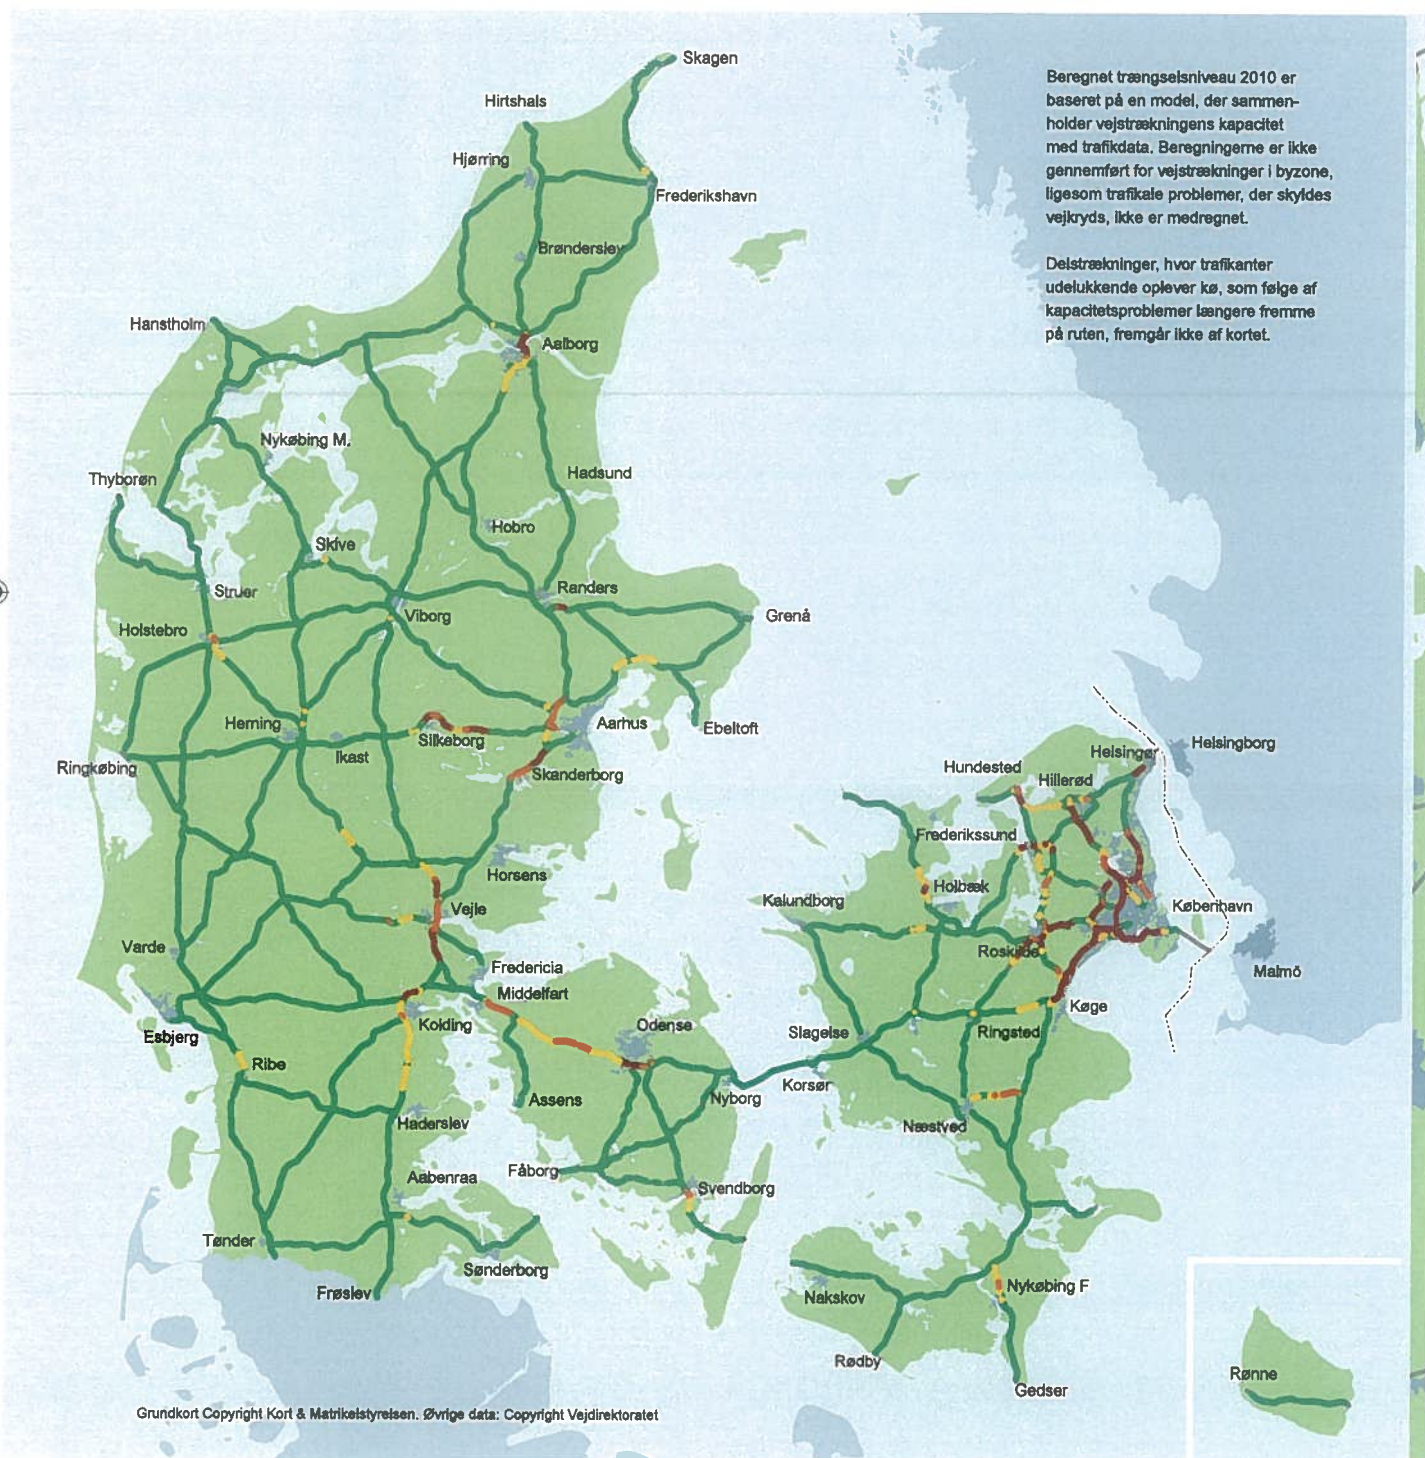 Skagen
Hirtshals
Hjørring
Frederikshavn
Brønderslev
Hanstholm
Aalborg
Nykøbing M.
Thyborøn
Hadsund
Hobro
Skive
Struer
Randers
Viborg
Grenå
Holstebro
Herning
Silkeborg
Aarhus
Ebeltoft
Ikast
Ringkøbing
Skanderborg
Horsens
Vejle
Varde
Fredericia
Middelfart
Kolding
Esbjerg
Odense
Ribe
Assens
Nyborg
Haderslev
Fåborg
Aabenraa
Svendborg
Tønder
Sønderborg
Frøslev
Beregnet trængselsniveau 2010 er
baseret på en model, der sammen-
holder vejstrækningens kapacitet
med trafikdata. Beregningerne er ikke
gennemført for vejstrækninger i byzone,
ligesom trafikale problemer, der skyldes
vejkryds, ikke er medregnet.
Delstrækninger, hvor trafikanter
udelukkende oplever kø, som følge af
kapacitetsproblemer længere fremme
på ruten, fremgår ikke af kortet.
Helsingør
Helsingborg
Hundested
Hillerød
Frederikssund
Holbæk
Kalundborg
København
Roskilde
Malmö
Køge
Slagelse
Ringsted
Korsør
Næstved
Nykøbing F
Nakskov
Rødby
Gedser
Rønne
Grundkort Copyright Kort & Matrikelstyrelsen. Øvrige data: Copyright Vejdirektoratet